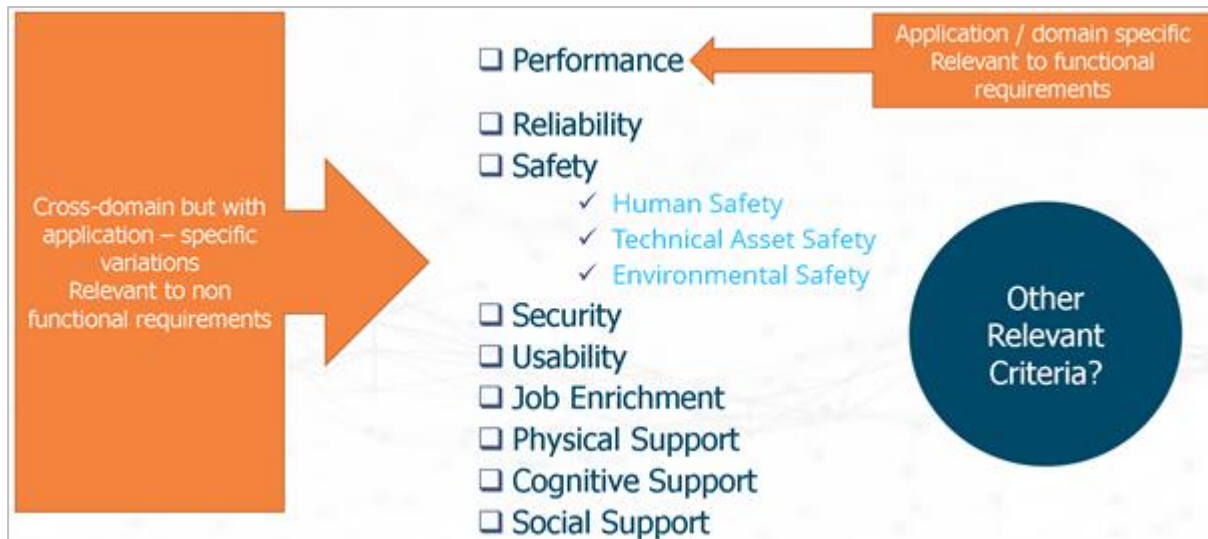 Application / domain specific
Relevant to functional
requirements
Performance
Reliability
Safety
Human Safety
Technical Asset Safety
Environmental Safety
Security
Usability
Job Enrichment
Physical Support
Cognitive Support
Social Support
Cross-domain but with
application – specific
variations
Relevant to non
functional requirements
Other
Relevant
Criteria?